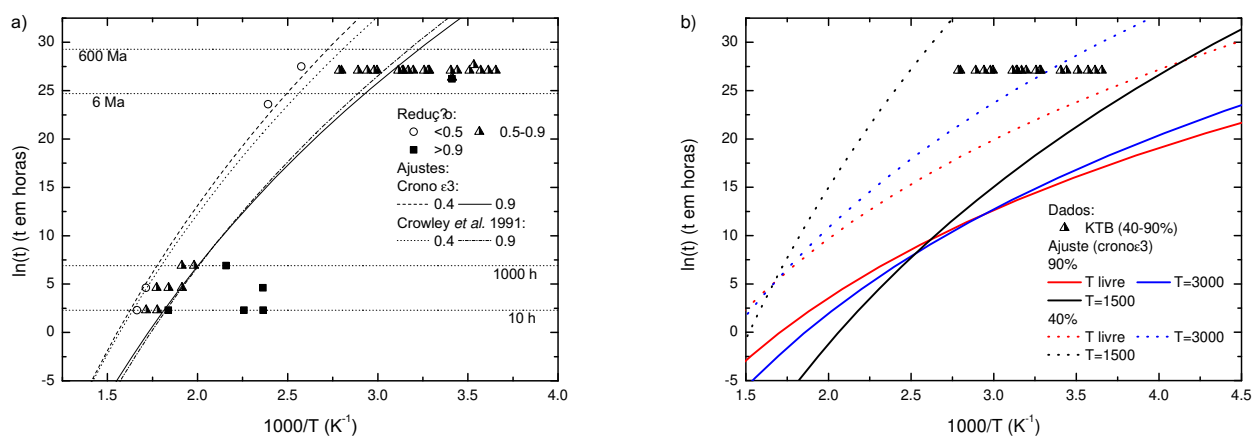 a)
30
25
20
15
10
5
0
-5
ln(t) (t em horas)
600 Ma
6 Ma
1000 h
10 h
Reduç?o:
<0.5 0.5-0.9
>0.9
Ajustes:
Crono ε3:
0.4 0.9
Crowley et al. 1991:
0.4 0.9
1.5 2.0 2.5 3.0 3.5 4.0
1000/T (K⁻¹)
b)
30
25
20
15
10
5
0
-5
ln(t) (t em horas)
Dados:
KTB (40-90%)
Ajuste (cronoε3)
90%
T livre T=3000
T=1500
40%
T livre T=3000
T=1500
1.5 2.0 2.5 3.0 3.5 4.0 4.5
1000/T (K⁻¹)